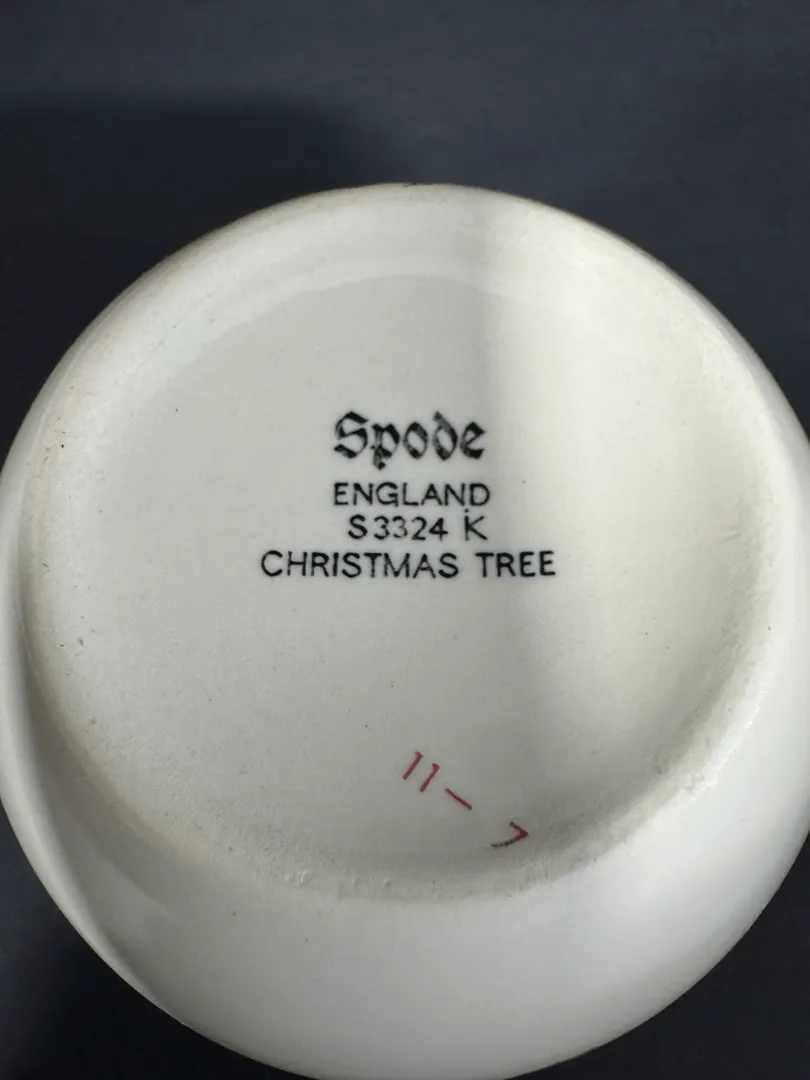 Spode
ENGLAND
S3324 K
CHRISTMAS TREE
11 – 7